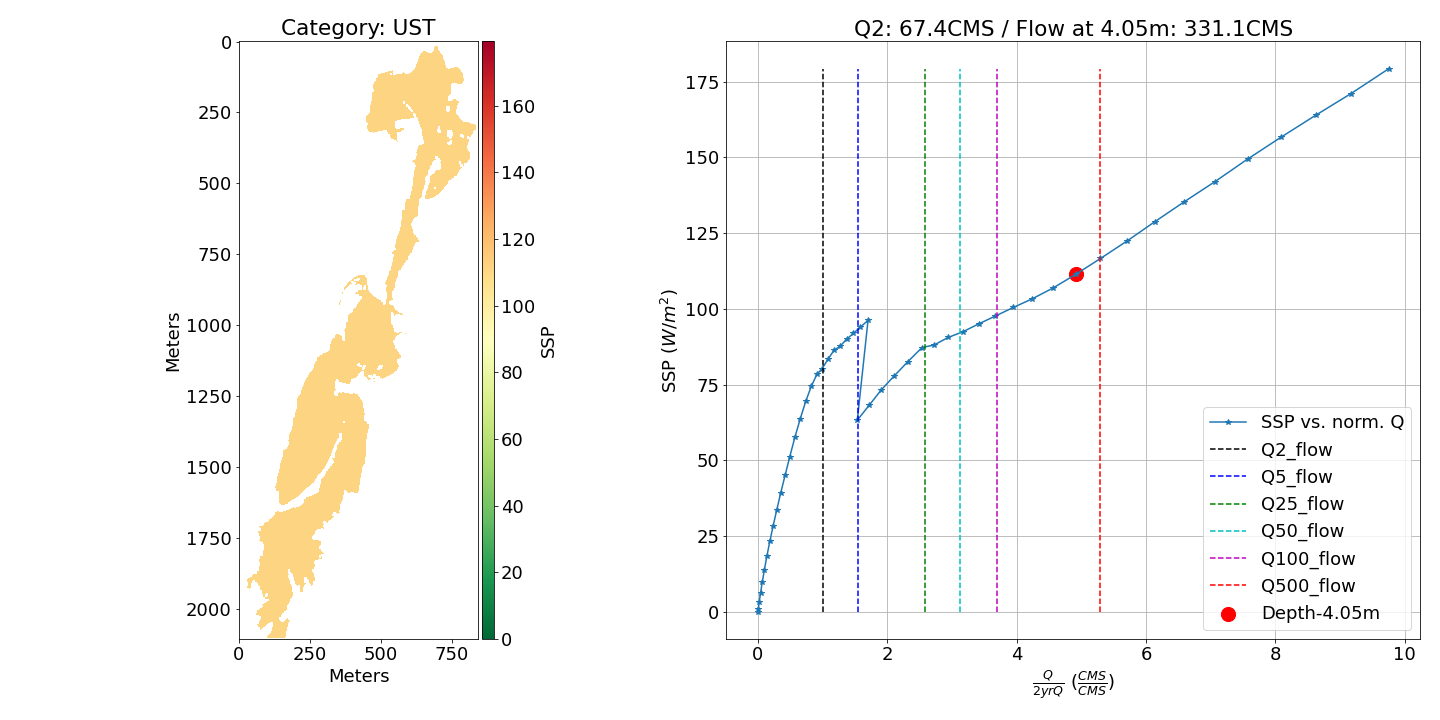 Category: UST
0
250
500
750
1000
1250
1500
1750
2000
Meters
0 250 500 750
Meters
160
140
120
100
80
60
40
20
0
SSP
Q2: 67.4CMS / Flow at 4.05m: 331.1CMS
175
150
125
100
75
50
25
0
SSP (W/m²)
0 2 4 6 8 10
Q/2yrQ (CMS/CMS)
SSP vs. norm. Q
Q2_flow
Q5_flow
Q25_flow
Q50_flow
Q100_flow
Q500_flow
Depth-4.05m